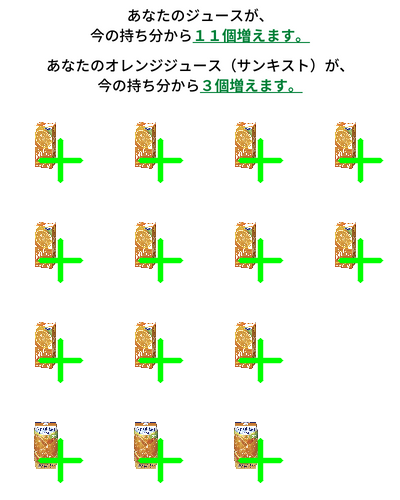 あなたのジュースが、
今の持ち分から１１個増えます。
あなたのオレンジジュース（サンキスト）が、
今の持ち分から３個増えます。